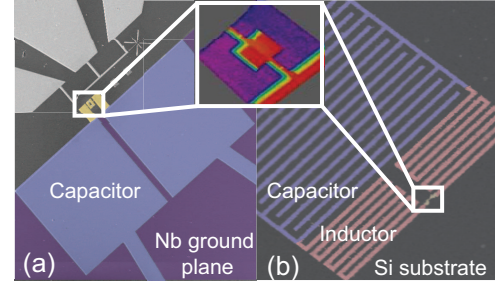 Capacitor
Nb ground
plane
(a)
Capacitor
Inductor
Si substrate
(b)